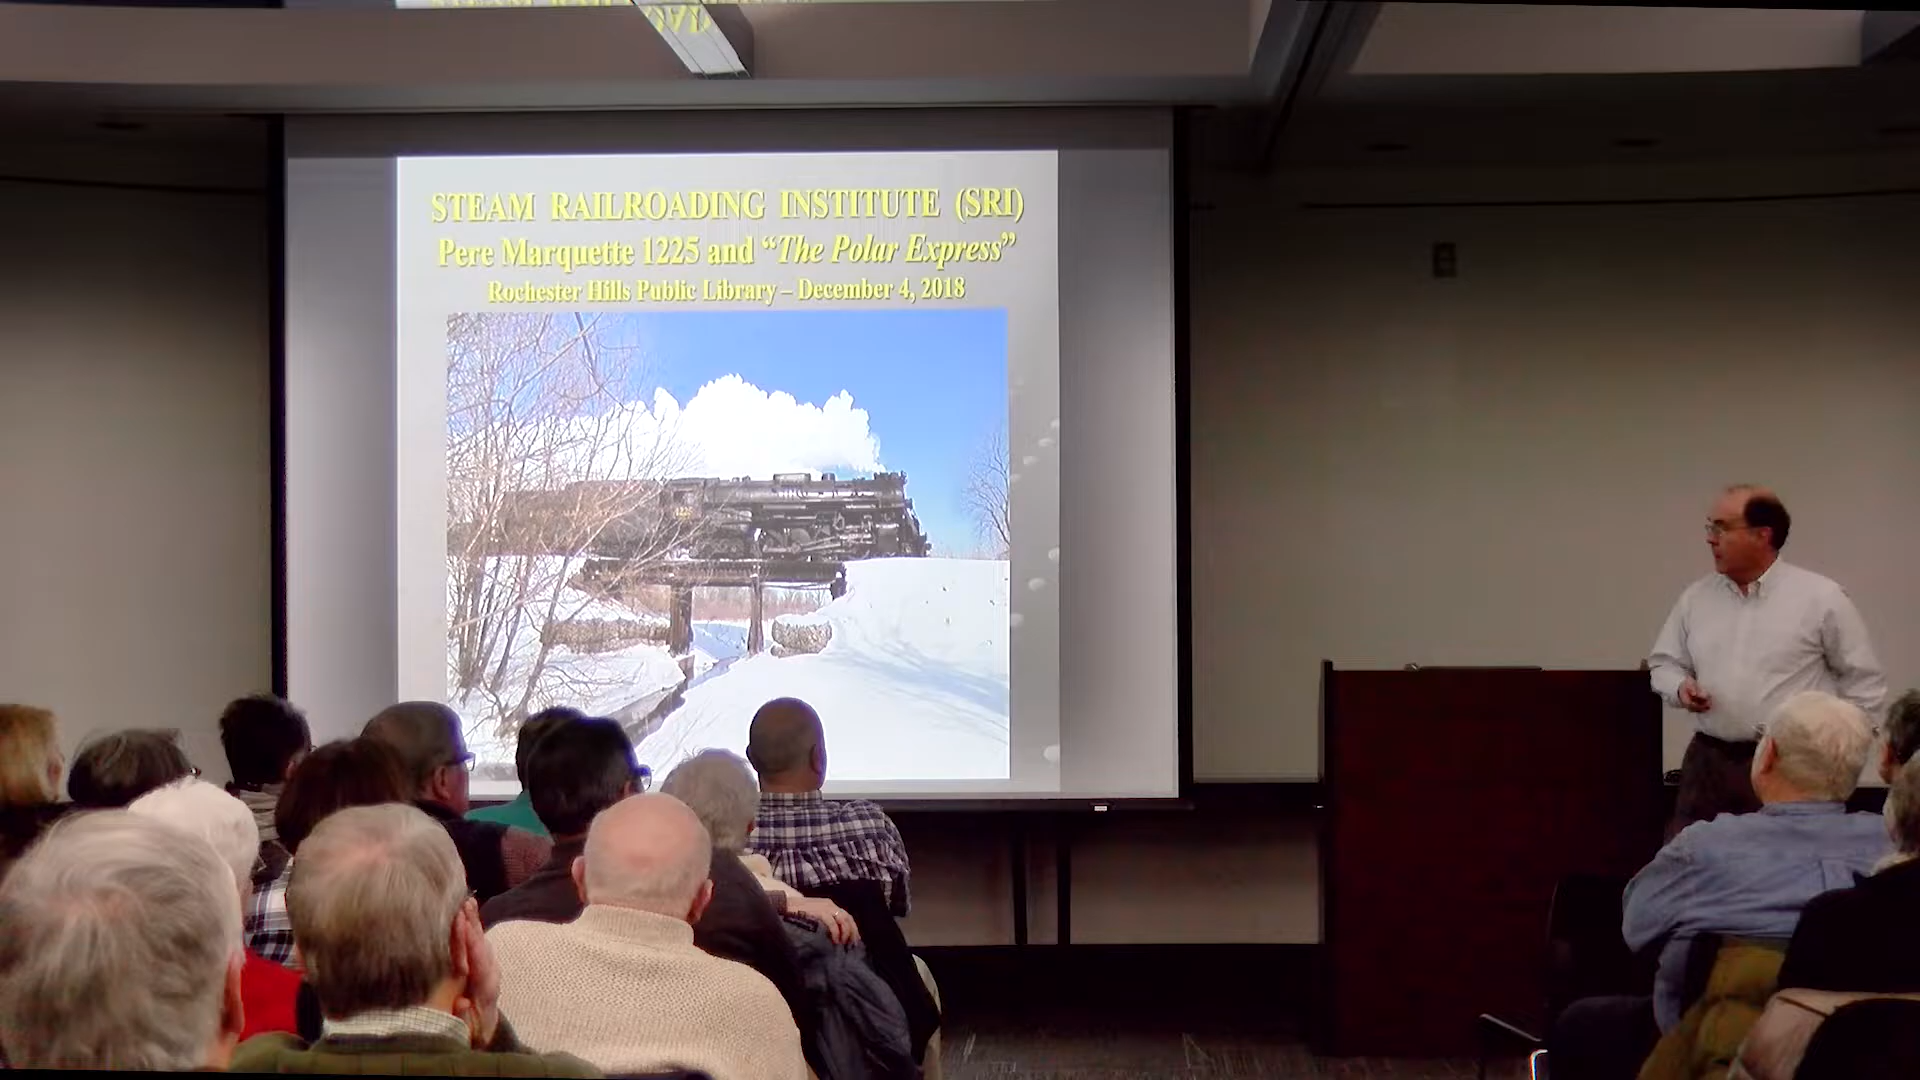 STEAM RAILROADING INSTITUTE (SRI)
Pere Marquette 1225 and “The Polar Express”
Rochester Hills Public Library – December 4, 2018